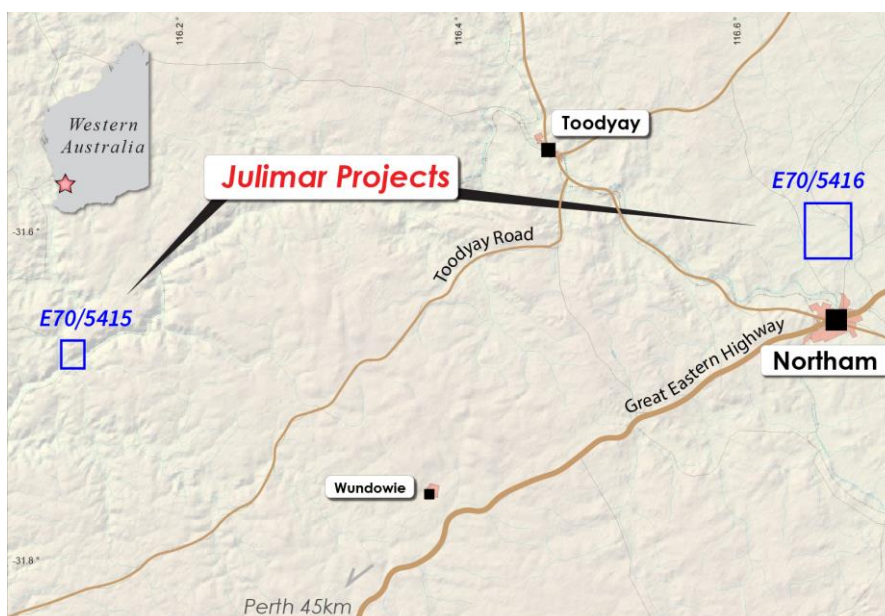 116.2 °
116.4 °
116.6 °
Western
Australia
Toodyay
Julimar Projects
E70/5416
-31.6 °
Toodyay Road
E70/5415
Northam
Great Eastern Highway
Wundowie
-31.8 °
Perth 45km